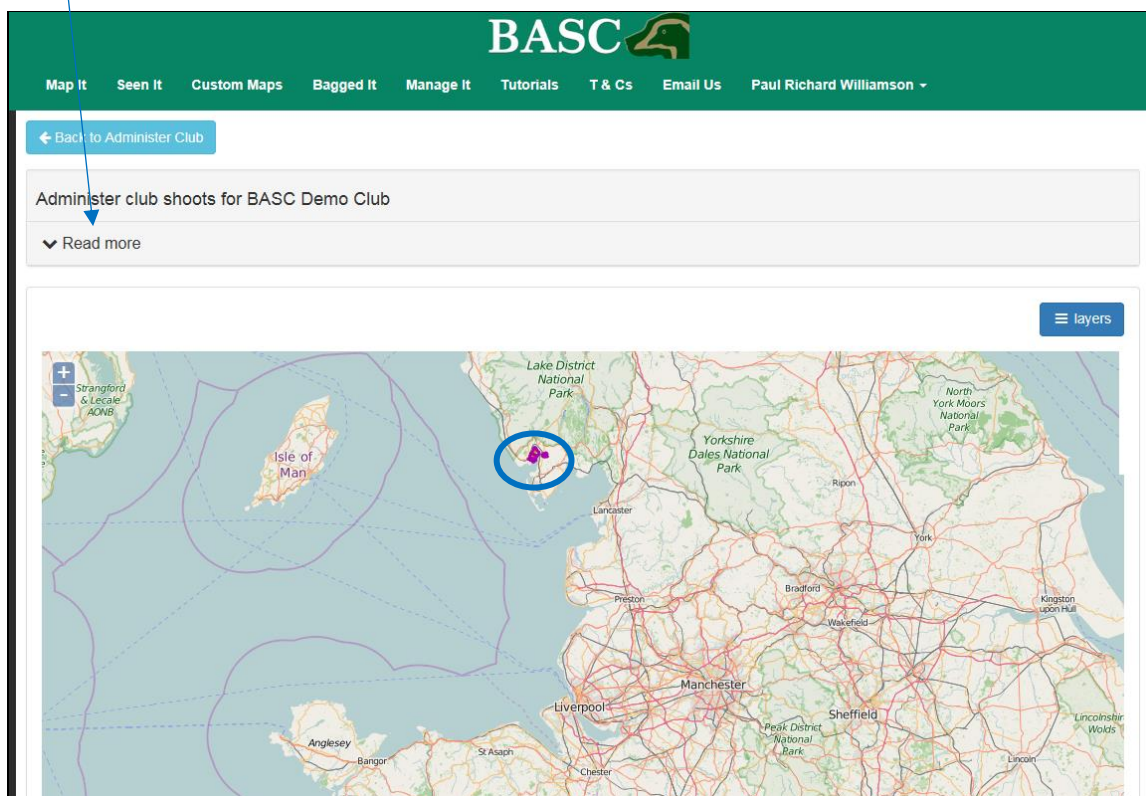 BASC
Map It Seen It Custom Maps Bagged It Manage It Tutorials T & Cs Email Us Paul Richard Williamson
Back to Administer Club
Administer club shoots for BASC Demo Club
Read more
layers
+
-
Strangford
& Lecale
AONB
Lake District
National
Park
North
York Moors
National
Park
Isle of
Man
Yorkshire
Dales National
Park
Ripon
Lancaster
York
Preston
Bradford
Wakefield
Kingston
upon Hull
Manchester
Liverpool
Sheffield
Peak District
National
Park
Lincolnshir
Wolds
Anglesey
Bangor
St Asaph
Chester
Lincoln